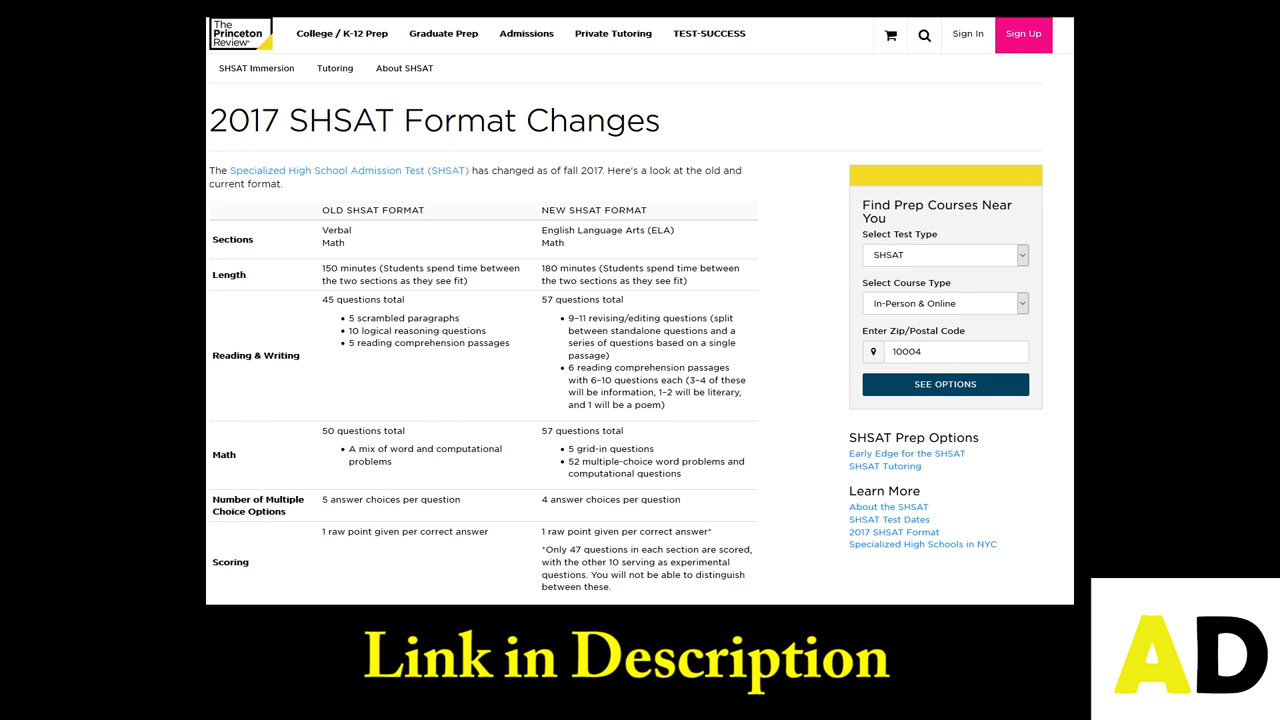 The
Princeton
Review®
College / K-12 Prep Graduate Prep Admissions Private Tutoring TEST-SUCCESS Sign In Sign Up
SHSAT Immersion Tutoring About SHSAT
2017 SHSAT Format Changes
The Specialized High School Admission Test (SHSAT) has changed as of fall 2017. Here's a look at the old and
current format.
OLD SHSAT FORMAT NEW SHSAT FORMAT
Sections
Verbal
Math
English Language Arts (ELA)
Math
Length
150 minutes (Students spend time between
the two sections as they see fit)
180 minutes (Students spend time between
the two sections as they see fit)
Reading & Writing
45 questions total
• 5 scrambled paragraphs
• 10 logical reasoning questions
• 5 reading comprehension passages
57 questions total
• 9–11 revising/editing questions (split
between standalone questions and a
series of questions based on a single
passage)
• 6 reading comprehension passages
with 6–10 questions each (3–4 of these
will be information, 1–2 will be literary,
and 1 will be a poem)
Math
50 questions total
• A mix of word and computational
problems
57 questions total
• 5 grid-in questions
• 52 multiple-choice word problems and
computational questions
Number of Multiple
Choice Options
5 answer choices per question
4 answer choices per question
Scoring
1 raw point given per correct answer
1 raw point given per correct answer*
*Only 47 questions in each section are scored,
with the other 10 serving as experimental
questions. You will not be able to distinguish
between these.
Find Prep Courses Near
You
Select Test Type
SHSAT
Select Course Type
In-Person & Online
Enter Zip/Postal Code
10004
SEE OPTIONS
SHSAT Prep Options
Early Edge for the SHSAT
SHSAT Tutoring
Learn More
About the SHSAT
SHSAT Test Dates
2017 SHSAT Format
Specialized High Schools in NYC
Link in Description
AD